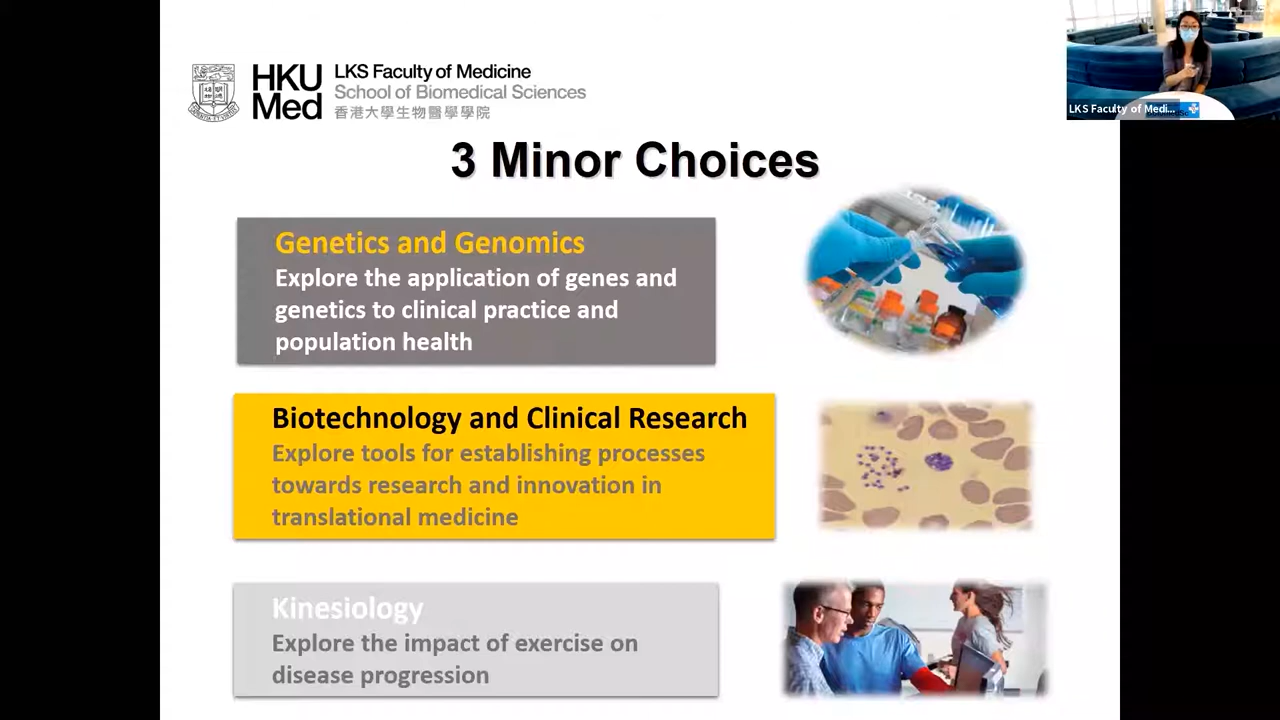 HKU
Med
LKS Faculty of Medicine
School of Biomedical Sciences
香港大學生物醫學學院
LKS Faculty of Medi...
3 Minor Choices
Genetics and Genomics
Explore the application of genes and
genetics to clinical practice and
population health
Biotechnology and Clinical Research
Explore tools for establishing processes
towards research and innovation in
translational medicine
Kinesiology
Explore the impact of exercise on
disease progression